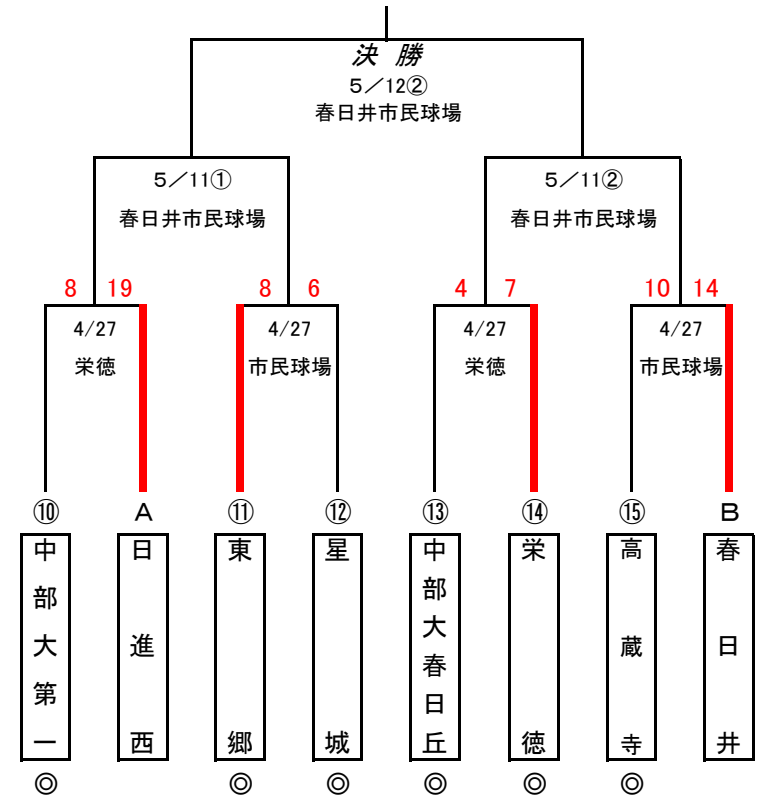 決 勝
5/12②
春日井市民球場
5/11①
5/11②
春日井市民球場
春日井市民球場
8 19
8 6
4 7
10 14
4/27
4/27
4/27
4/27
栄徳
市民球場
栄徳
市民球場
⑩
A
⑪
⑫
⑬
⑭
⑮
B
中部大第一
日進西
東郷
星城
中部大春日丘
栄徳
高蔵寺
春日井
◎
◎
◎
◎
◎
◎